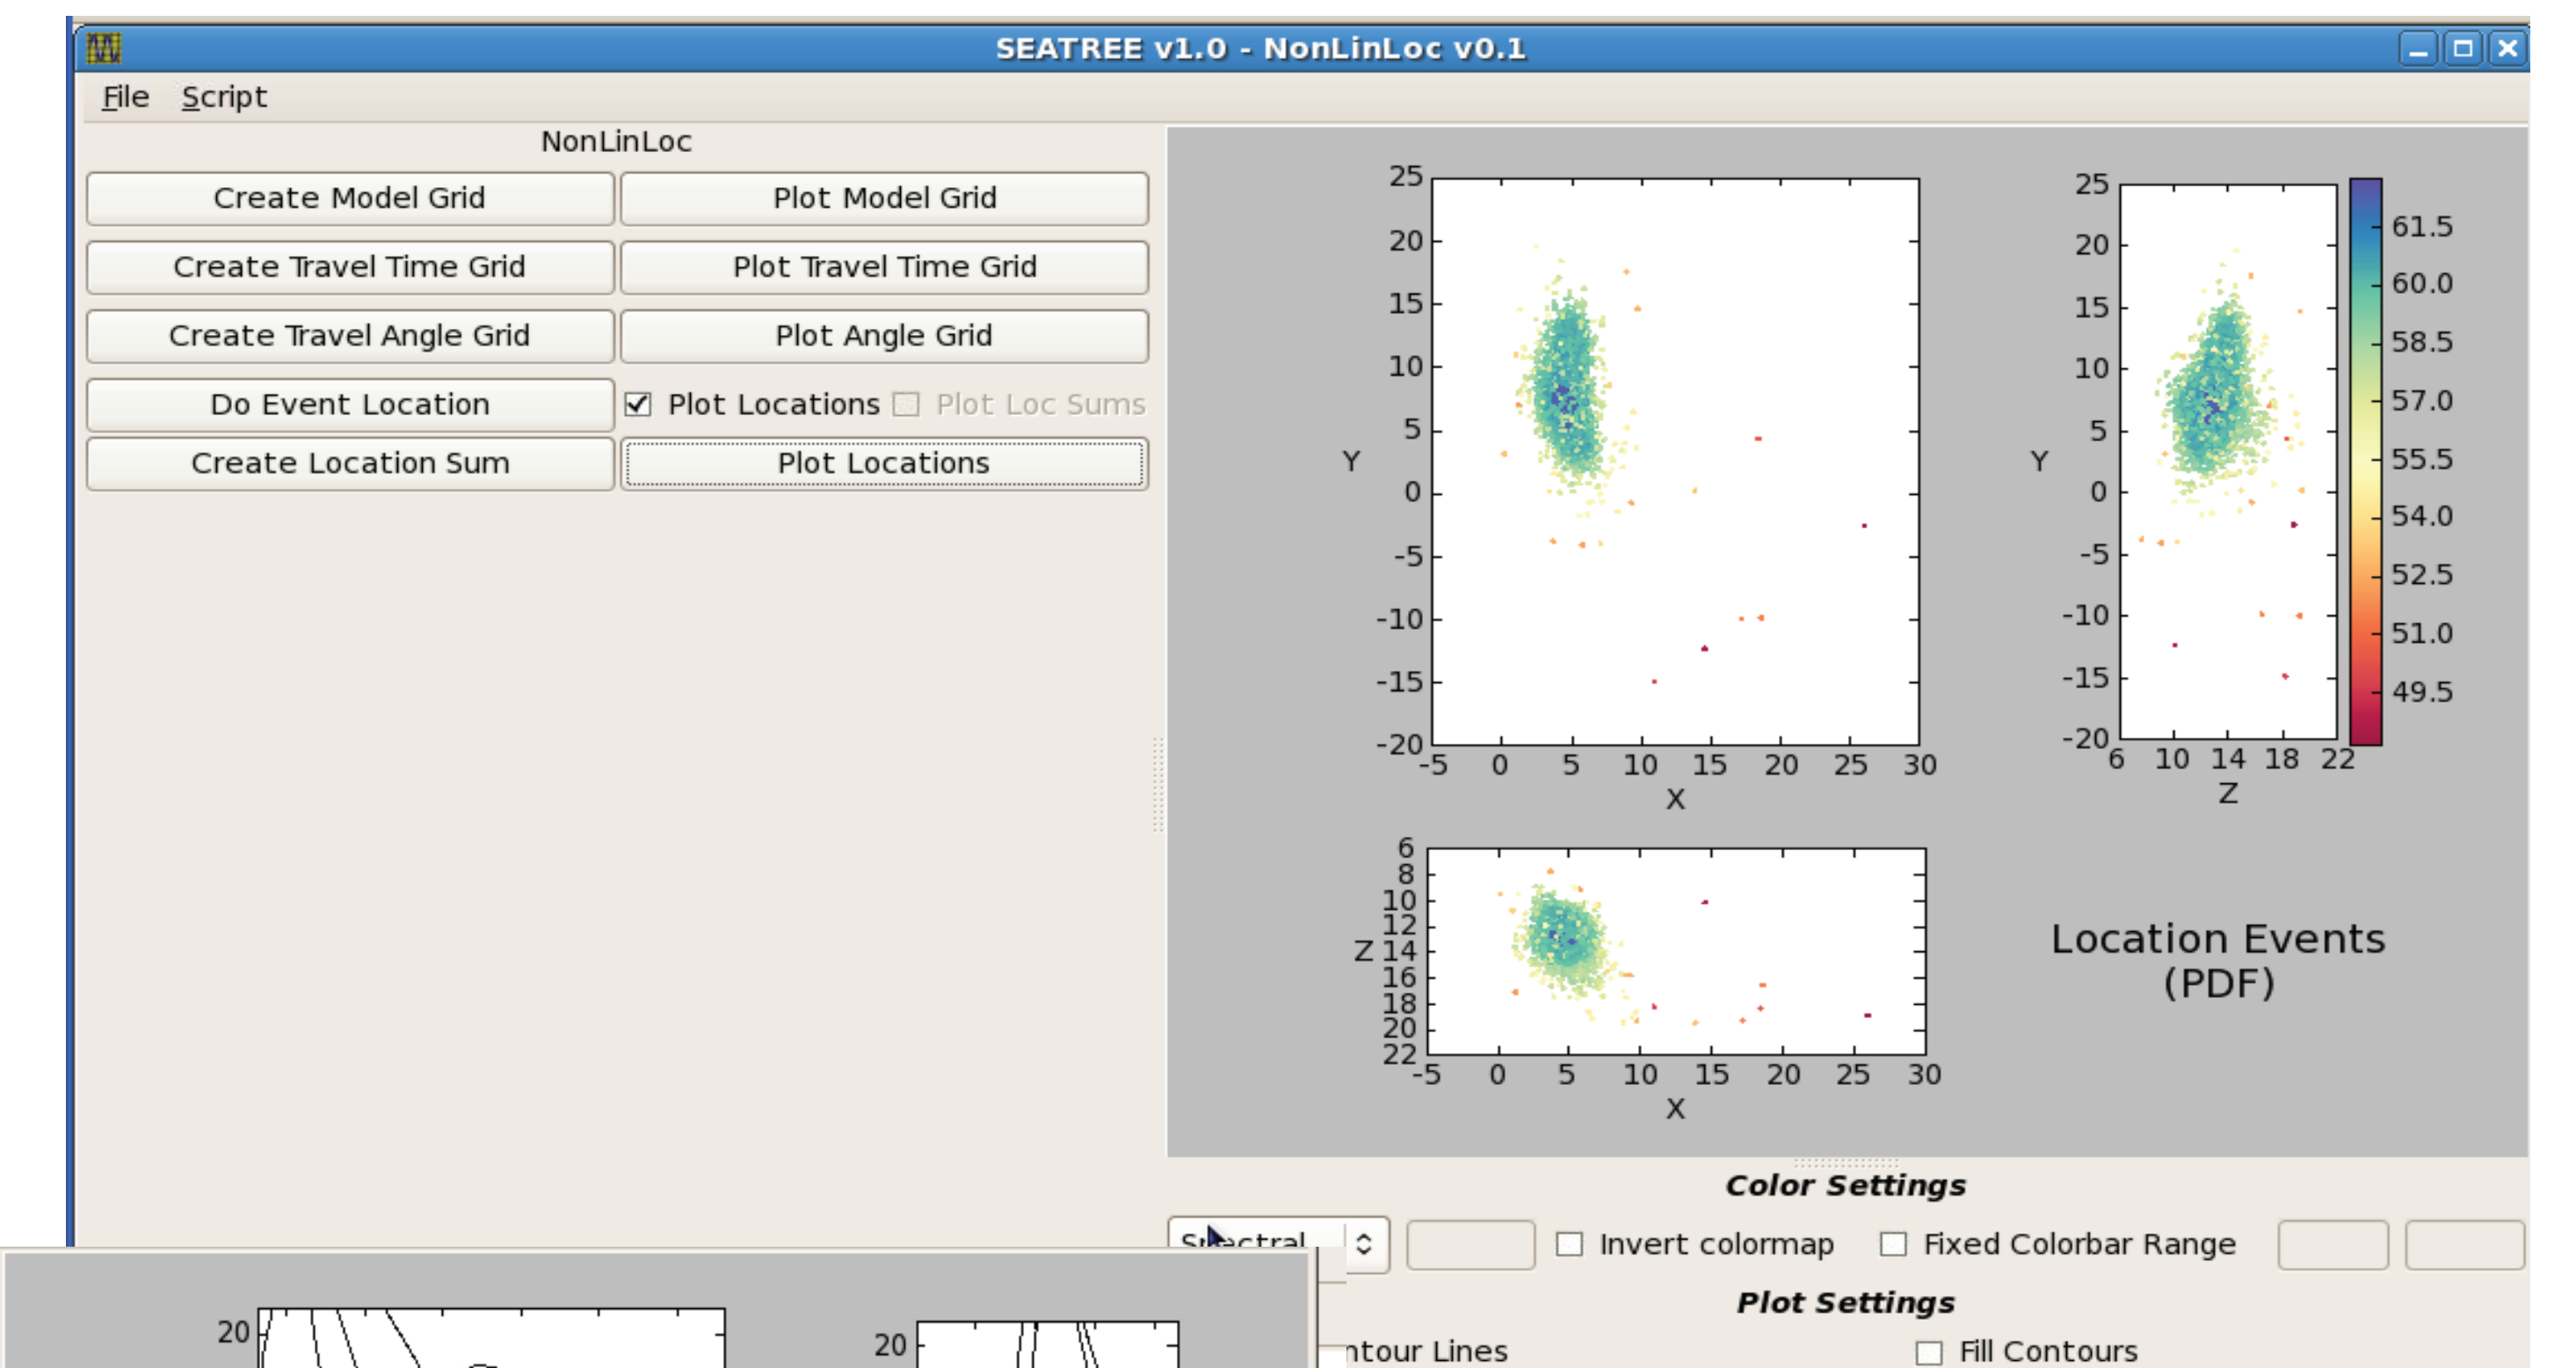 SEATREE v1.0 - NonLinLoc v0.1
File Script
NonLinLoc
Create Model Grid Plot Model Grid
Create Travel Time Grid Plot Travel Time Grid
Create Travel Angle Grid Plot Angle Grid
Do Event Location Plot Locations Plot Loc Sums
Create Location Sum Plot Locations
25
20
15
10
5
0
-5
-10
-15
-20
Y
-5 0 5 10 15 20 25 30
X
25
20
15
10
5
0
-5
-10
-15
-20
Y
6 10 14 18 22
Z
61.5
60.0
58.5
57.0
55.5
54.0
52.5
51.0
49.5
6
8
10
12
Z 14
16
18
20
22
-5 0 5 10 15 20 25 30
X
Location Events
(PDF)
Color Settings
Spectral Invert colormap Fixed Colorbar Range
Plot Settings
ntour Lines Fill Contours
20 20